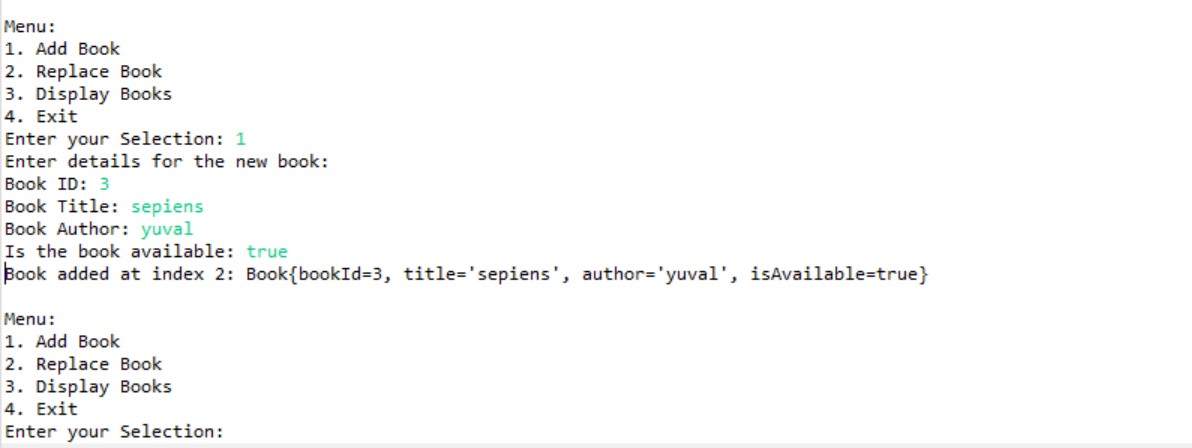 Menu:
1. Add Book
2. Replace Book
3. Display Books
4. Exit
Enter your Selection: 1
Enter details for the new book:
Book ID: 3
Book Title: sepiens
Book Author: yuval
Is the book available: true
Book added at index 2: Book{bookId=3, title='sepiens', author='yuval', isAvailable=true}
Menu:
1. Add Book
2. Replace Book
3. Display Books
4. Exit
Enter your Selection: